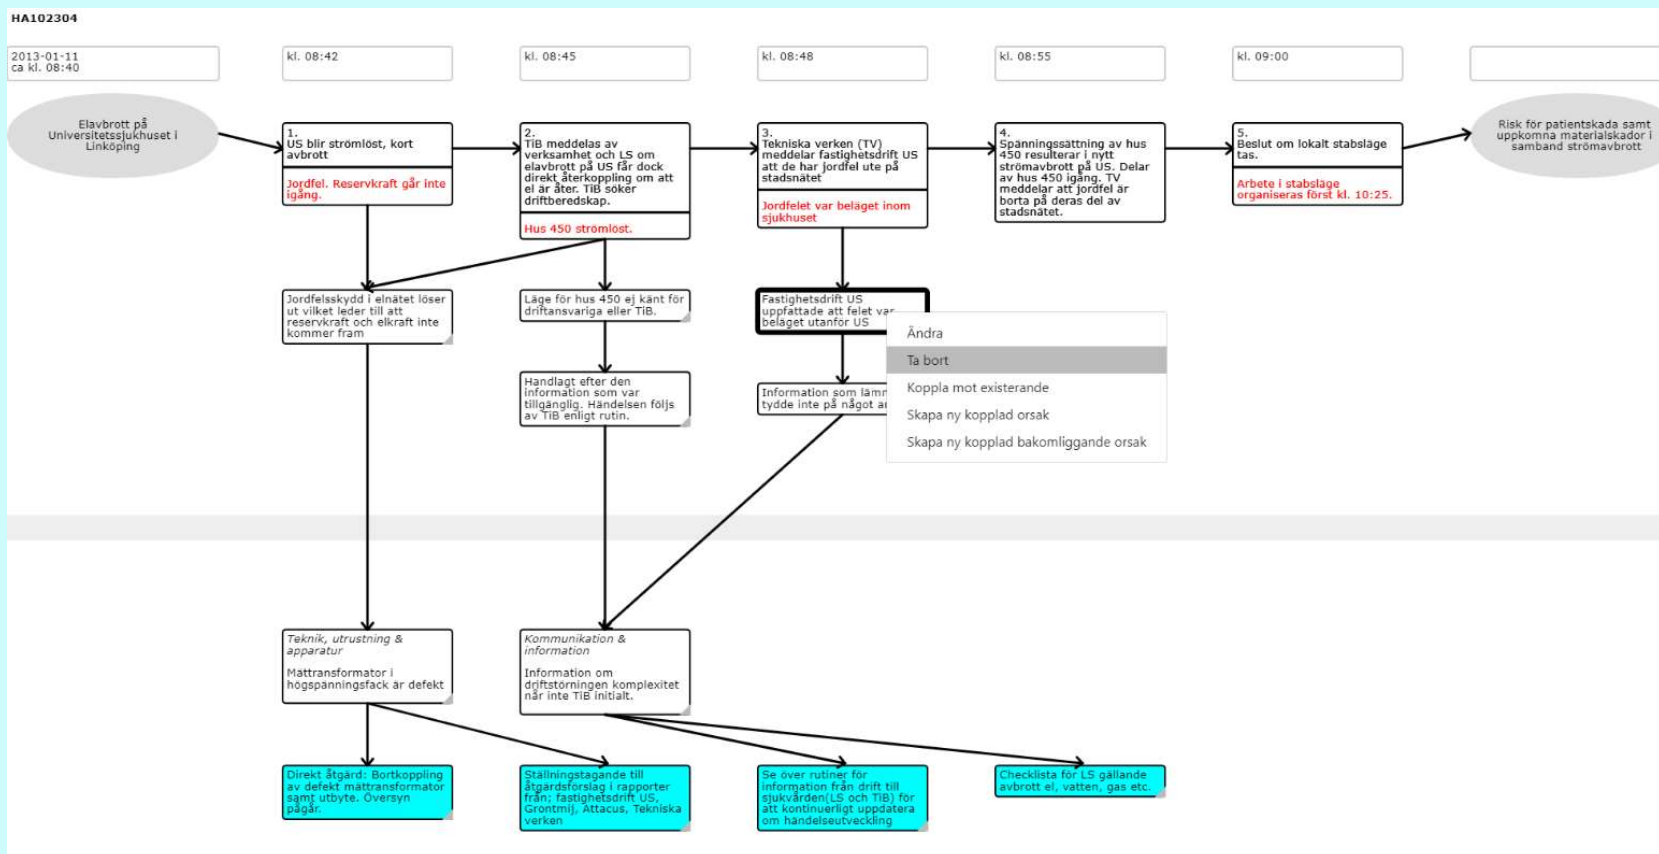 HA102304
2013-01-11
ca kl. 08:40
kl. 08:42
kl. 08:45
kl. 08:48
kl. 08:55
kl. 09:00
Elavbrott på
Universitetssjukhuset i
Linköping
1.
US blir strömlöst, kort
avbrott
Jordfel. Reservkraft går inte
igång.
2.
TiB meddelas av
verksamhet och LS om
elavbrott på US får dock
direkt återkoppling om att
el är åter. TiB söker
driftberedskap.
Hus 450 strömlöst.
3.
Tekniska verken (TV)
meddelar fastighetsdrift US
att de har jordfel ute på
stadsnätet
Jordfelet var beläget inom
sjukhuset
4.
Spänningssättning av hus
450 resulterar i nytt
strömavbrott på US. Delar
av hus 450 igång. TV
meddelar att jordfel är
borta på deras del av
stadsnätet.
5.
Beslut om lokalt stabsläge
tas.
Arbete i stabsläge
organiseras först kl. 10:25.
Risk för patientskada samt
uppkomna materialskador i
samband strömavbrott
Jordfelsskydd i elnätet löser
ut vilket leder till att
reservkraft och elkraft inte
kommer fram
Läge för hus 450 ej känt för
driftansvariga eller TiB.
Fastighetsdrift US
uppfattade att felet var
beläget utanför US
Handlagt efter den
information som var
tillgänglig. Händelsen följs
av TiB enligt rutin.
Information som
tydde inte på något
Ändra
Ta bort
Koppla mot existerande
Skapa ny kopplad orsak
Skapa ny kopplad bakomliggande orsak
Teknik, utrustning &
apparatur
Mättransformator i
högspänningsfack är defekt
Kommunikation &
information
Information om
driftstörningen komplexitet
når inte TiB initialt.
Direkt åtgärd: Bortkoppling
av defekt mättransformator
samt utbyte. Översyn
pågår.
Ställningstagande till
åtgärdsförslag i rapporter
från; fastighetsdrift US,
Grontmij, Attacus, Tekniska
verken
Se över rutiner för
information från drift till
sjukvården(LS och TiB) för
att kontinuerligt uppdatera
om händelseutveckling
Checklista för LS gällande
avbrott el, vatten, gas etc.